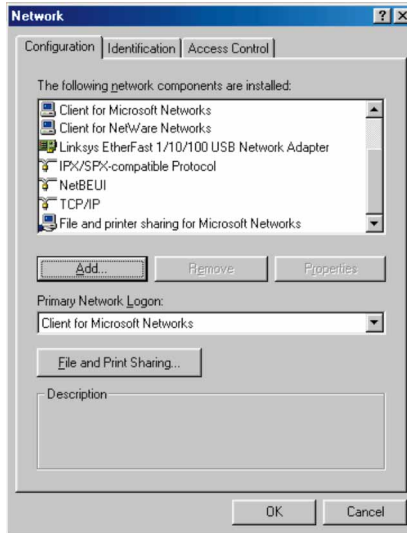 Network
Configuration Identification Access Control
The following network components are installed:
Client for Microsoft Networks
Client for NetWare Networks
Linksys EtherFast 1/10/100 USB Network Adapter
IPX/SPX-compatible Protocol
NetBEUI
TCP/IP
File and printer sharing for Microsoft Networks
Add... Remove Properties
Primary Network Logon:
Client for Microsoft Networks
File and Print Sharing...
Description
OK Cancel